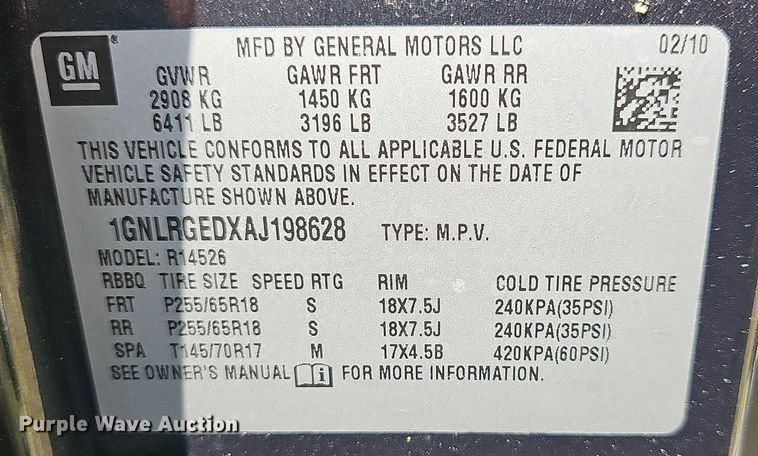 GM
MFD BY GENERAL MOTORS LLC 02/10
GVWR GAWR FRT GAWR RR
2908 KG 1450 KG 1600 KG
6411 LB 3196 LB 3527 LB
THIS VEHICLE CONFORMS TO ALL APPLICABLE U.S. FEDERAL MOTOR
VEHICLE SAFETY STANDARDS IN EFFECT ON THE DATE OF
MANUFACTURE SHOWN ABOVE.
1GNLRGEDXAJ198628 TYPE: M.P.V.
MODEL: R14526
RBBQ TIRE SIZE SPEED RTG RIM COLD TIRE PRESSURE
FRT P255/65R18 S 18X7.5J 240KPA(35PSI)
RR P255/65R18 S 18X7.5J 240KPA(35PSI)
SPA T145/70R17 M 17X4.5B 420KPA(60PSI)
SEE OWNER'S MANUAL i FOR MORE INFORMATION.
Purple Wave Auction